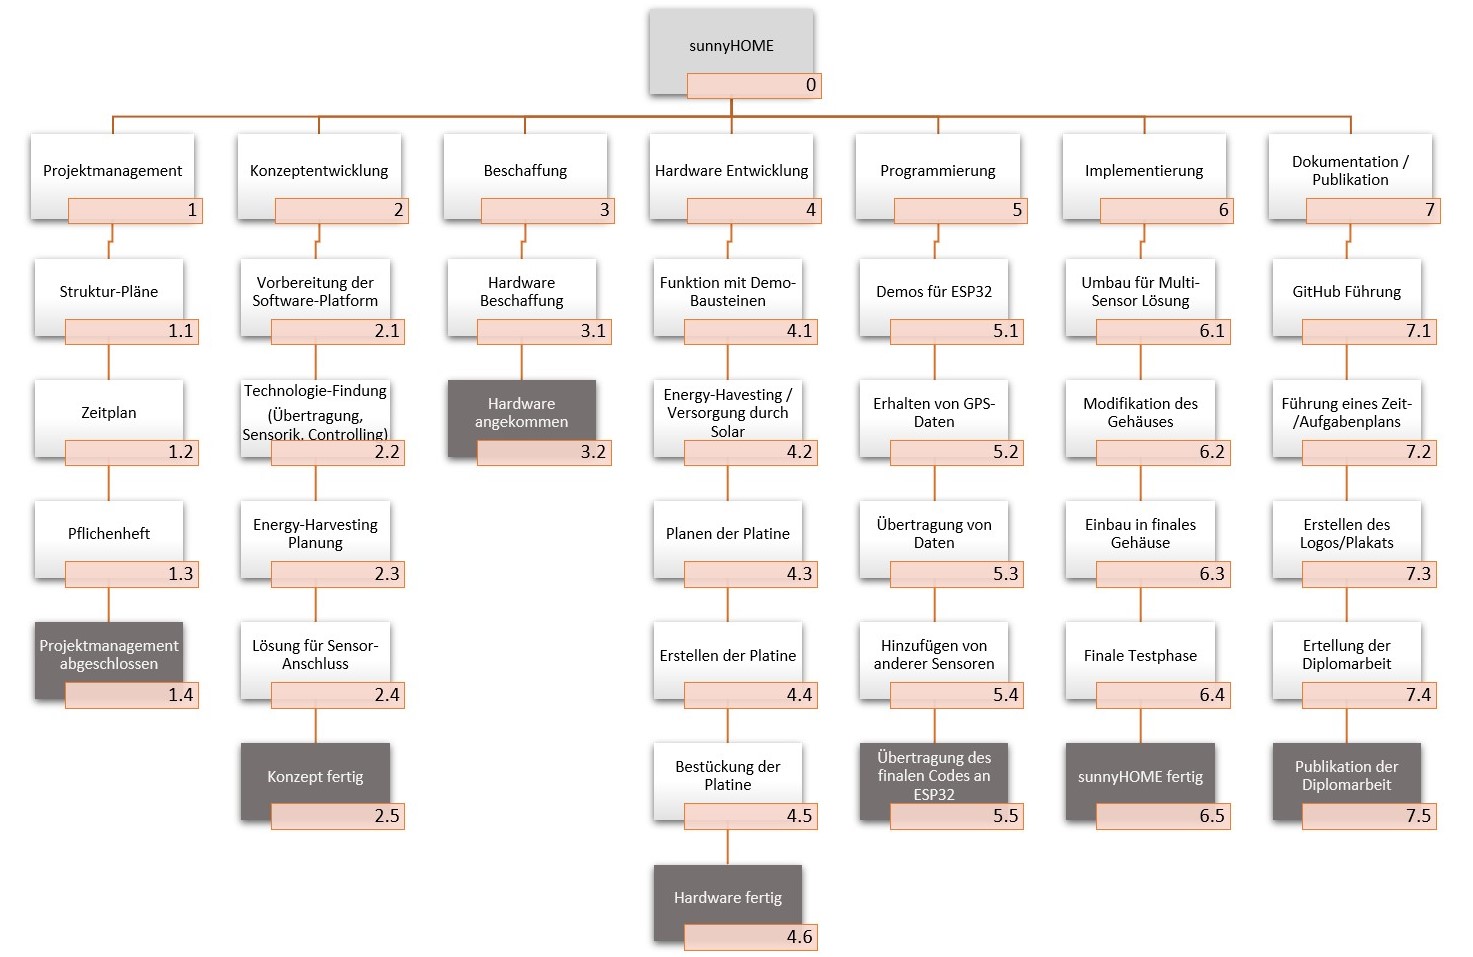 sunnyHOME
0
Projektmanagement
1
Konzeptentwicklung
2
Beschaffung
3
Hardware Entwicklung
4
Programmierung
5
Implementierung
6
Dokumentation /
Publikation
7
Struktur-Pläne
1.1
Zeitplan
1.2
Pflichenheft
1.3
Projektmanagement
abgeschlossen
1.4
Vorbereitung der
Software-Platform
2.1
Technologie-Findung
(Übertragung,
Sensorik, Controlling)
2.2
Energy-Harvesting
Planung
2.3
Lösung für Sensor-
Anschluss
2.4
Konzept fertig
2.5
Hardware
Beschaffung
3.1
Hardware
angekommen
3.2
Funktion mit Demo-
Bausteinen
4.1
Energy-Havesting /
Versorgung durch
Solar
4.2
Planen der Platine
4.3
Erstellen der Platine
4.4
Bestückung der
Platine
4.5
Hardware fertig
4.6
Demos für ESP32
5.1
Erhalten von GPS-
Daten
5.2
Übertragung von
Daten
5.3
Hinzufügen von
anderer Sensoren
5.4
Übertragung des
finalen Codes an
ESP32
5.5
Umbau für Multi-
Sensor Lösung
6.1
Modifikation des
Gehäuses
6.2
Einbau in finales
Gehäuse
6.3
Finale Testphase
6.4
sunnyHOME fertig
6.5
GitHub Führung
7.1
Führung eines Zeit-
/Aufgabenplans
7.2
Erstellen des
Logos/Plakats
7.3
Ertellung der
Diplomarbeit
7.4
Publikation der
Diplomarbeit
7.5